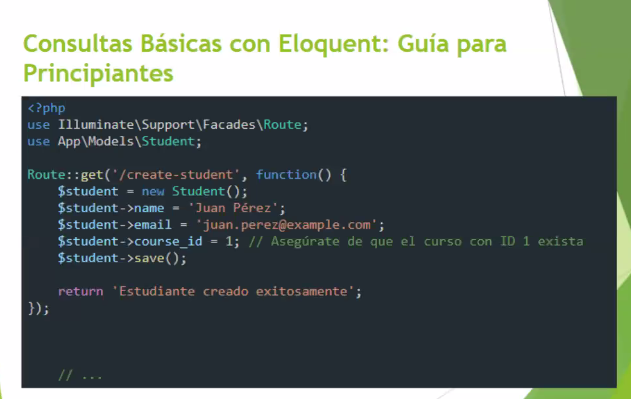 Consultas Básicas con Eloquent: Guía para
Principiantes
<?php
use Illuminate\Support\Facades\Route;
use App\Models\Student;
Route::get('/create-student', function() {
$student = new Student();
$student->name = 'Juan Pérez';
$student->email = 'juan.perez@example.com';
$student->course_id = 1; // Asegúrate de que el curso con ID 1 exista
$student->save();
return 'Estudiante creado exitosamente';
});
// ...